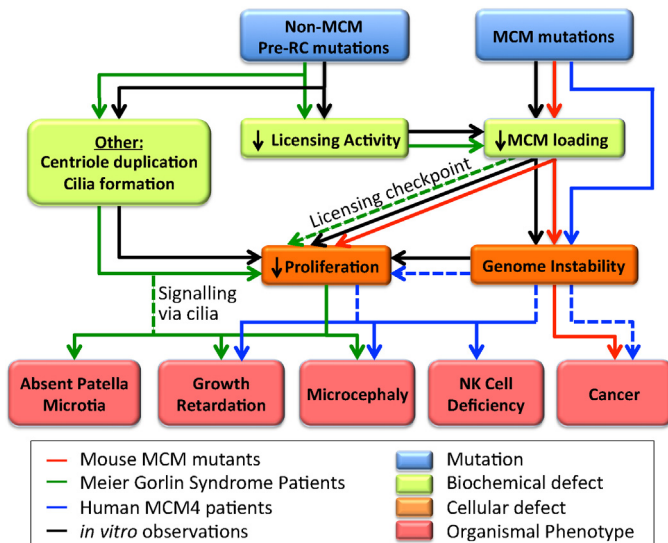 Non-MCM
Pre-RC mutations
MCM mutations
Other:
Centriole duplication
Cilia formation
↓ Licensing Activity
↓ MCM loading
Licensing checkpoint
↓ Proliferation
Genome Instability
Signalling
via cilia
Absent Patella
Microtia
Growth
Retardation
Microcephaly
NK Cell
Deficiency
Cancer
Mouse MCM mutants
Meier Gorlin Syndrome Patients
Human MCM4 patients
in vitro observations
Mutation
Biochemical defect
Cellular defect
Organismal Phenotype